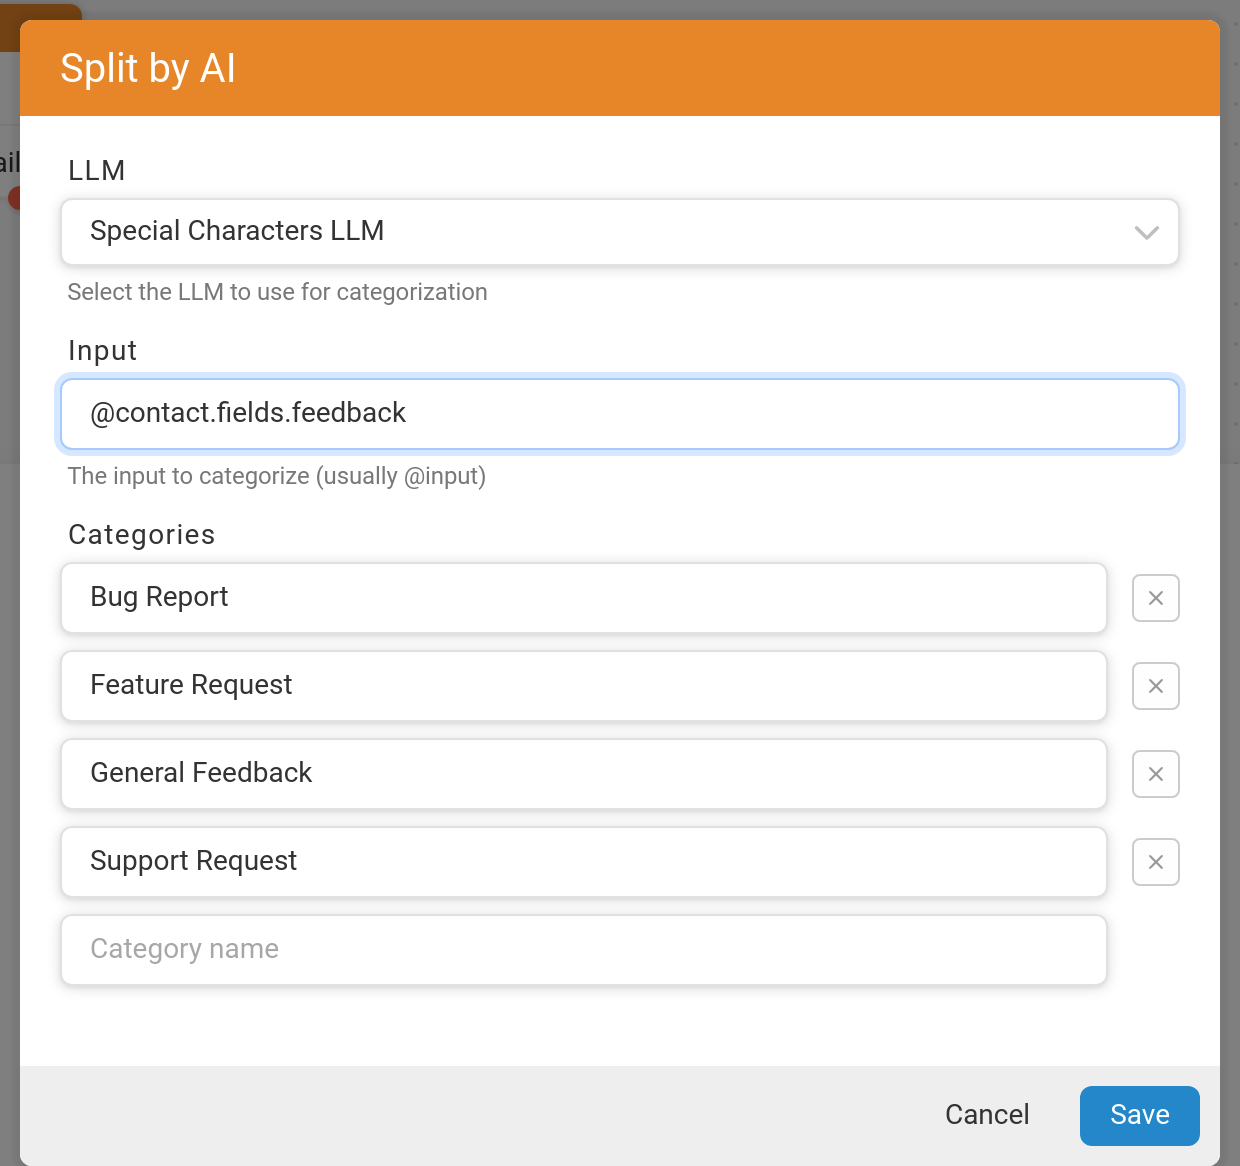 Split by AI
ail
LLM
Special Characters LLM
Select the LLM to use for categorization
Input
@contact.fields.feedback
The input to categorize (usually @input)
Categories
Bug Report
Feature Request
General Feedback
Support Request
Category name
Cancel
Save